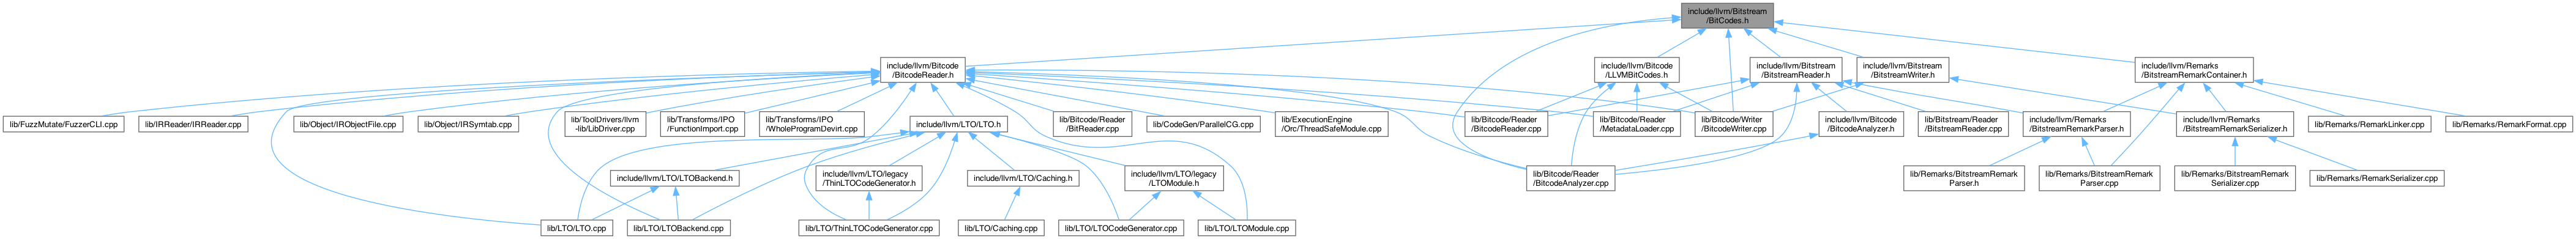 include/llvm/Bitstream
/BitCodes.h
include/llvm/Bitcode
/BitcodeReader.h
include/llvm/Bitcode
/LLVMBitCodes.h
include/llvm/Bitstream
/BitstreamReader.h
include/llvm/Bitstream
/BitstreamWriter.h
include/llvm/Remarks
/BitstreamRemarkContainer.h
lib/FuzzMutate/FuzzerCLI.cpp
lib/IRReader/IRReader.cpp
lib/Object/IRObjectFile.cpp
lib/Object/IRSymtab.cpp
lib/ToolDrivers/llvm
-lib/LibDriver.cpp
lib/Transforms/IPO
/FunctionImport.cpp
lib/Transforms/IPO
/WholeProgramDevirt.cpp
include/llvm/LTO/LTO.h
lib/Bitcode/Reader
/BitReader.cpp
lib/CodeGen/ParallelCG.cpp
lib/ExecutionEngine
/Orc/ThreadSafeModule.cpp
lib/Bitcode/Reader
/BitcodeReader.cpp
lib/Bitcode/Reader
/MetadataLoader.cpp
lib/Bitcode/Writer
/BitcodeWriter.cpp
include/llvm/Bitcode
/BitcodeAnalyzer.h
lib/Bitstream/Reader
/BitstreamReader.cpp
include/llvm/Remarks
/BitstreamRemarkParser.h
include/llvm/Remarks
/BitstreamRemarkSerializer.h
lib/Remarks/RemarkLinker.cpp
lib/Remarks/RemarkFormat.cpp
include/llvm/LTO/LTOBackend.h
include/llvm/LTO/legacy
/ThinLTOCodeGenerator.h
include/llvm/LTO/Caching.h
include/llvm/LTO/legacy
/LTOModule.h
lib/Bitcode/Reader
/BitcodeAnalyzer.cpp
lib/Remarks/BitstreamRemark
Parser.h
lib/Remarks/BitstreamRemark
Parser.cpp
lib/Remarks/BitstreamRemark
Serializer.cpp
lib/Remarks/RemarkSerializer.cpp
lib/LTO/LTO.cpp
lib/LTO/LTOBackend.cpp
lib/LTO/ThinLTOCodeGenerator.cpp
lib/LTO/Caching.cpp
lib/LTO/LTOCodeGenerator.cpp
lib/LTO/LTOModule.cpp